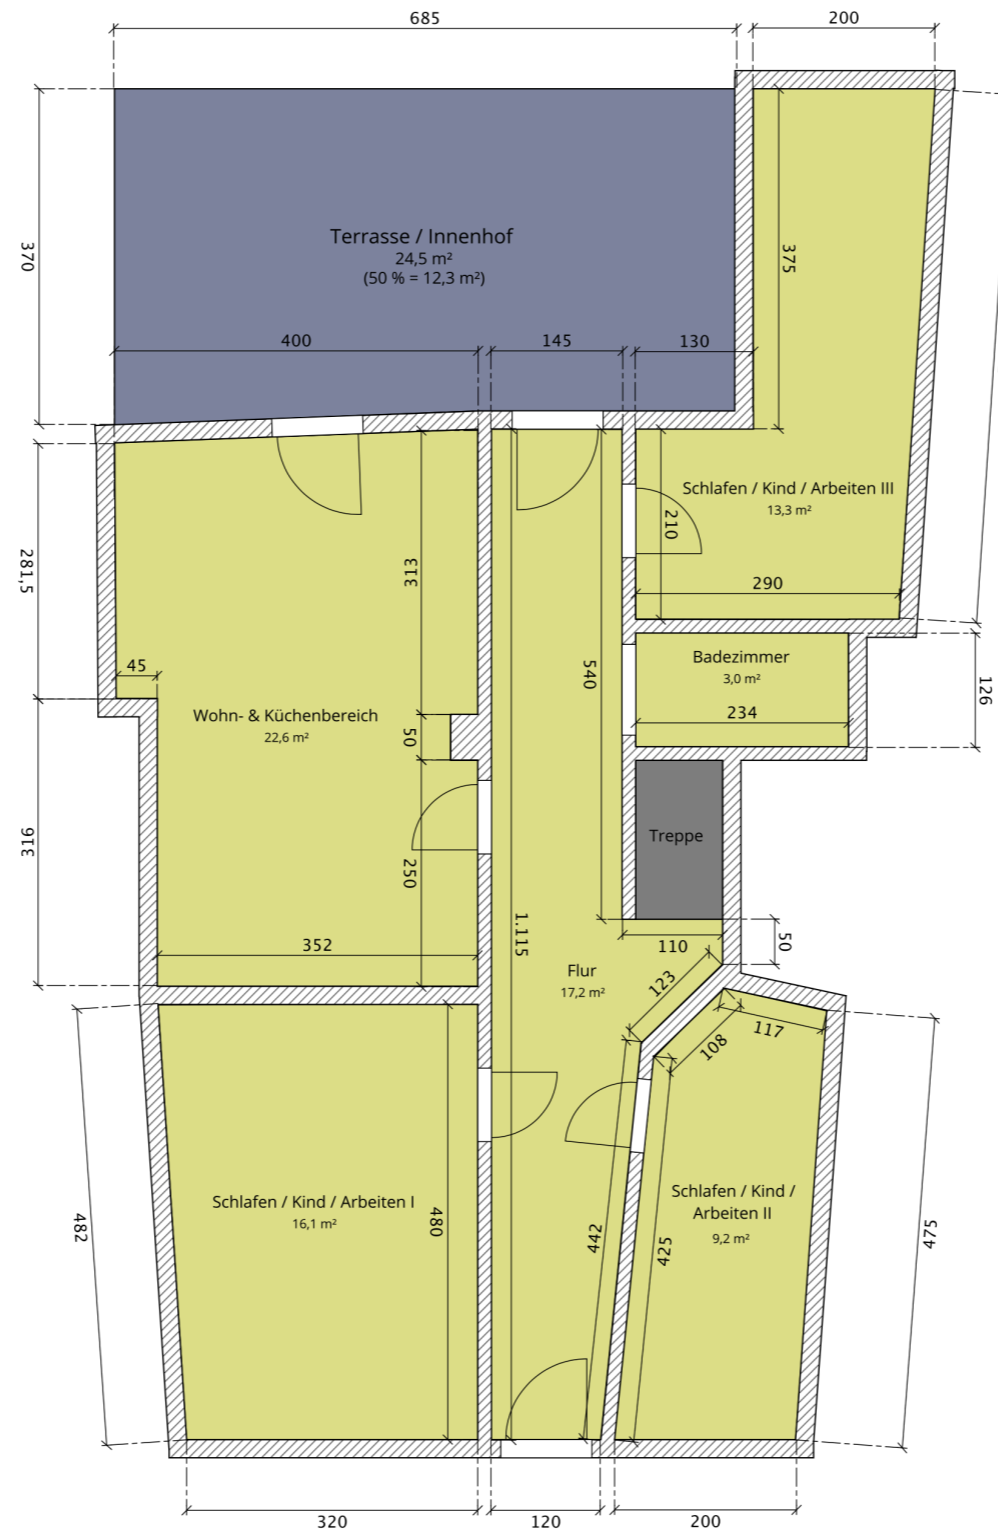 685
200
370
Terrasse / Innenhof
24,5 m²
(50 % = 12,3 m²)
375
400
145
130
Schlafen / Kind / Arbeiten III
13,3 m²
210
281,5
313
290
45
540
Badezimmer
3,0 m²
126
234
Wohn- & Küchenbereich
22,6 m²
50
Treppe
316
250
1.115
50
352
110
Flur
17,2 m²
123
117
108
Schlafen / Kind / Arbeiten I
16,1 m²
Schlafen / Kind /
Arbeiten II
9,2 m²
482
480
442
425
475
320
120
200